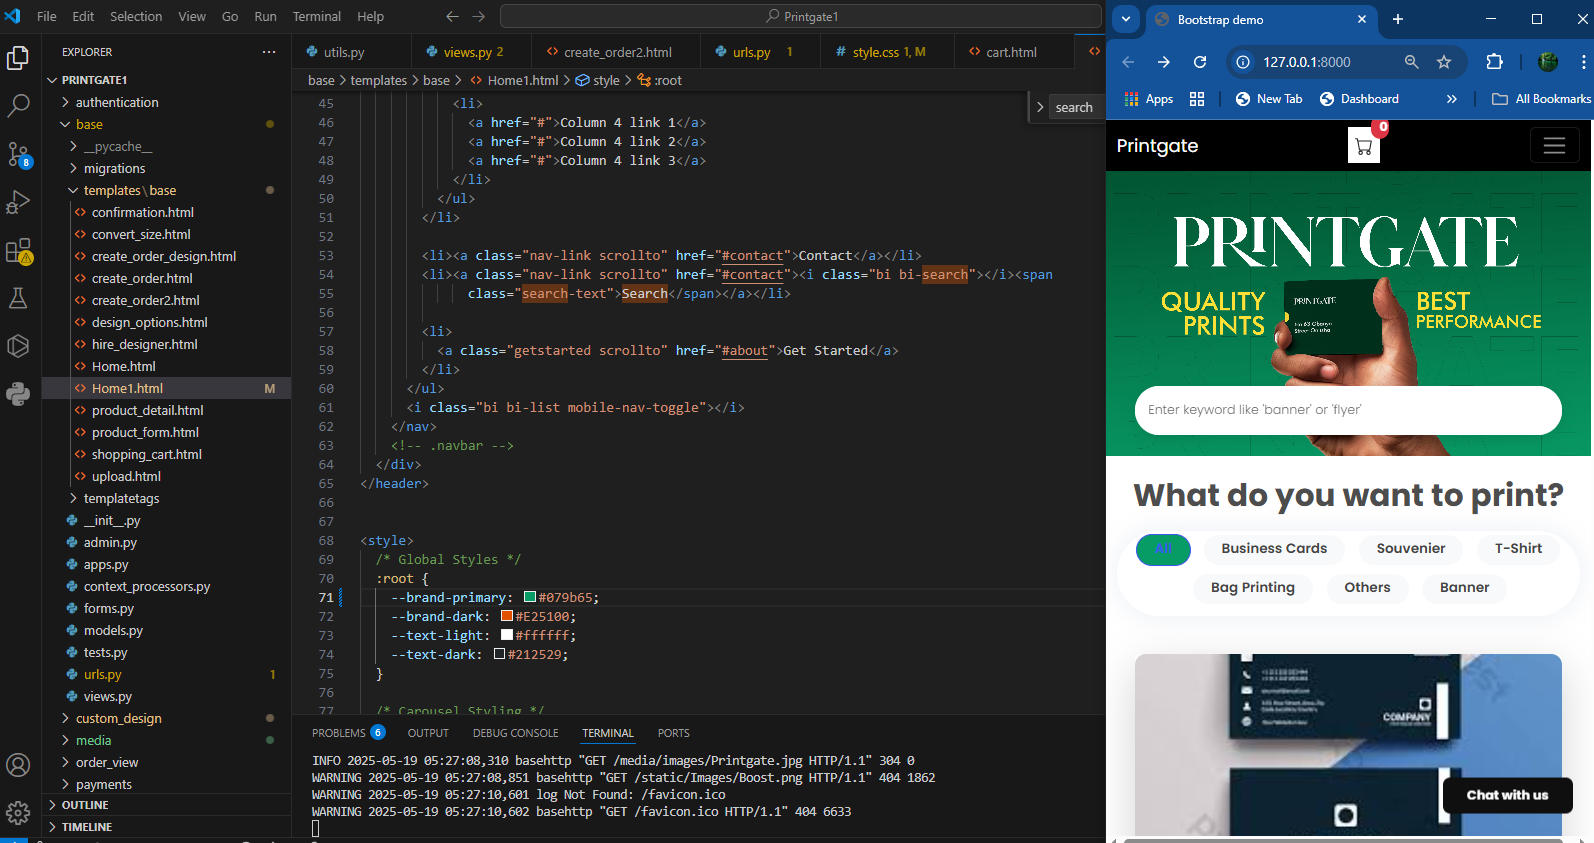 File Edit Selection View Go Run Terminal Help
Printgate1
EXPLORER
PRINTGATE1
authentication
base
__pycache__
migrations
templates\base
confirmation.html
convert_size.html
create_order_design.html
create_order.html
create_order2.html
design_options.html
hire_designer.html
Home.html
Home1.html M
product_detail.html
product_form.html
shopping_cart.html
upload.html
templatetags
__init__.py
admin.py
apps.py
context_processors.py
forms.py
models.py
tests.py
urls.py 1
views.py
custom_design
media
order_view
payments
OUTLINE
TIMELINE
8
utils.py views.py 2 create_order2.html urls.py 1 style.css 1, M cart.html
base > templates > base > Home1.html > style > :root
search
45 <li>
46 <a href="#">Column 4 link 1</a>
47 <a href="#">Column 4 link 2</a>
48 <a href="#">Column 4 link 3</a>
49 </li>
50 </ul>
51 </li>
52
53 <li><a class="nav-link scrollto" href="#contact">Contact</a></li>
54 <li><a class="nav-link scrollto" href="#contact"><i class="bi bi-search"></i><span
55 class="search-text">Search</span></a></li>
56
57 <li>
58 <a class="getstarted scrollto" href="#about">Get Started</a>
59 </li>
60 </ul>
61 <i class="bi bi-list mobile-nav-toggle"></i>
62 </nav>
63 <!-- .navbar -->
64 </div>
65 </header>
66
67
68 <style>
69 /* Global Styles */
70 :root {
71 --brand-primary: #079b65;
72 --brand-dark: #E25100;
73 --text-light: #ffffff;
74 --text-dark: #212529;
75 }
76
77 /* Carousel Styling */
PROBLEMS 6 OUTPUT DEBUG CONSOLE TERMINAL PORTS
INFO 2025-05-19 05:27:08,310 basehttp "GET /media/images/Printgate.jpg HTTP/1.1" 304 0
WARNING 2025-05-19 05:27:08,851 basehttp "GET /static/Images/Boost.png HTTP/1.1" 404 1862
WARNING 2025-05-19 05:27:10,601 log Not Found: /favicon.ico
WARNING 2025-05-19 05:27:10,602 basehttp "GET /favicon.ico HTTP/1.1" 404 6633
Bootstrap demo
127.0.0.1:8000
Apps New Tab Dashboard » All Bookmarks
Printgate 0
PRINTGATE
QUALITY PRINTS
BEST PERFORMANCE
PRINTGATE
Enter keyword like 'banner' or 'flyer'
What do you want to print?
All Business Cards Souvenier T-Shirt
Bag Printing Others Banner
COMPANY
Chat with us